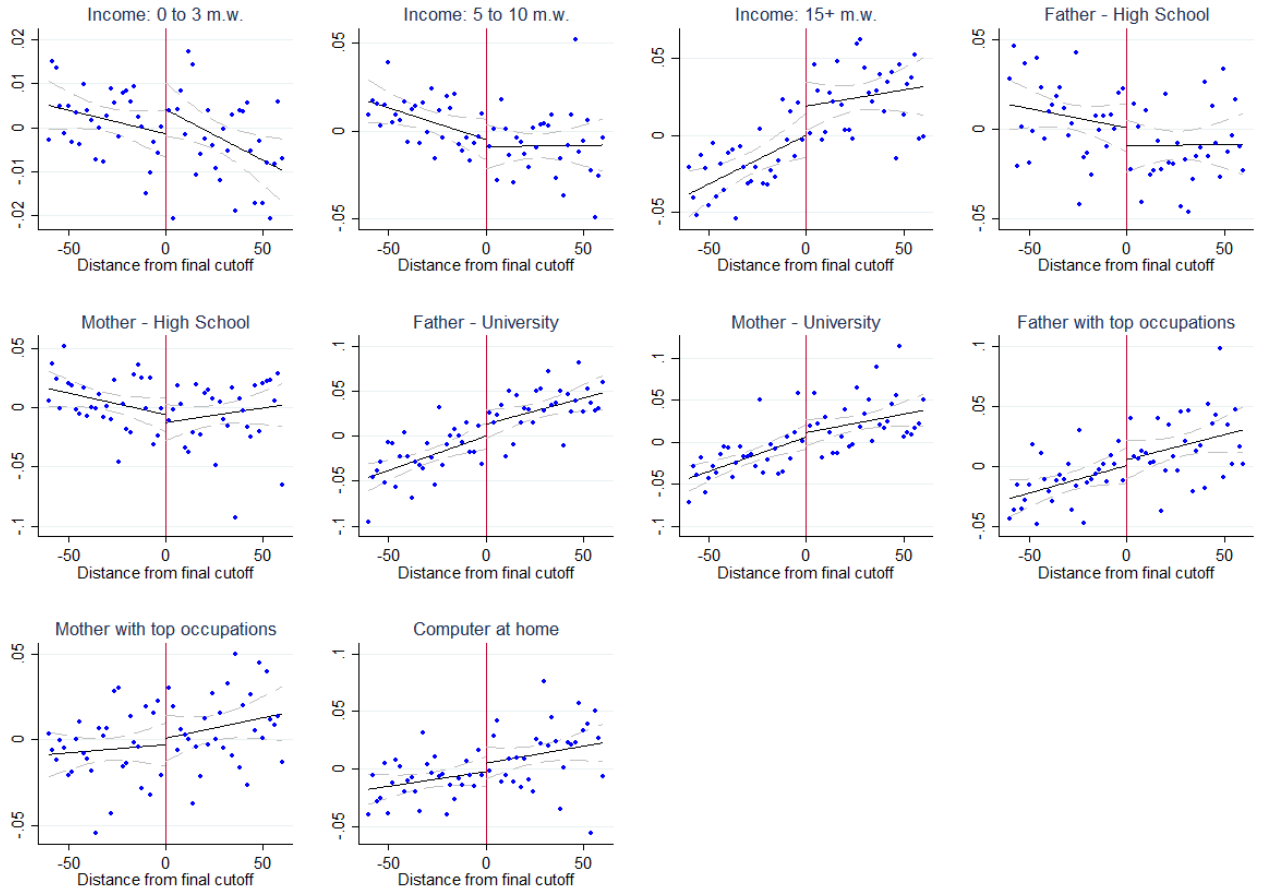 Income: 0 to 3 m.w.
.02
.01
0
-.01
-.02
-50 0 50
Distance from final cutoff
Income: 5 to 10 m.w.
.05
0
-.05
-50 0 50
Distance from final cutoff
Income: 15+ m.w.
.05
0
-.05
-50 0 50
Distance from final cutoff
Father - High School
.05
0
-.05
-50 0 50
Distance from final cutoff
Mother - High School
.05
0
-.05
-.1
-50 0 50
Distance from final cutoff
Father - University
.1
.05
0
-.05
-.1
-50 0 50
Distance from final cutoff
Mother - University
.1
.05
0
-.05
-.1
-50 0 50
Distance from final cutoff
Father with top occupations
.1
.05
0
-.05
-50 0 50
Distance from final cutoff
Mother with top occupations
.05
0
-.05
-50 0 50
Distance from final cutoff
Computer at home
.1
.05
0
-.05
-50 0 50
Distance from final cutoff